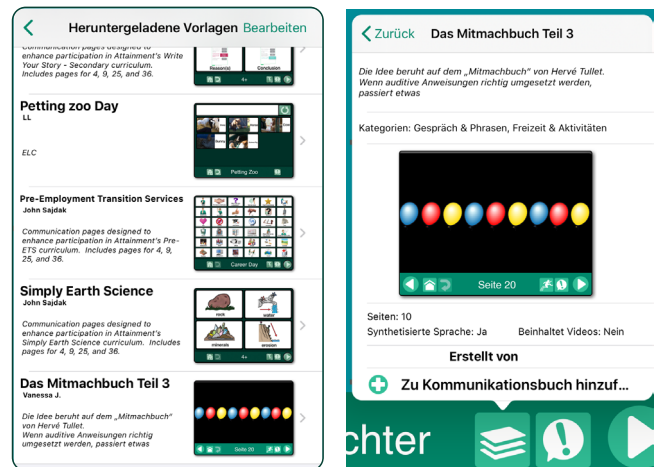 Heruntergeladene Vorlagen Bearbeiten
Communication pages designed to
enhance participation in Attainment's Write
Your Story - Secondary curriculum.
Includes pages for 4, 9, 25, and 36.
Reason(s) Conclusion
4+
Petting zoo Day
LL
ELC
Petting Zoo
Pre-Employment Transition Services
John Sajdak
Communication pages designed to
enhance participation in Attainment's Pre-
ETS curriculum. Includes pages for 4, 9,
25, and 36.
Career Day
Simply Earth Science
John Sajdak
Communication pages designed to
enhance participation in Attainment's
Simply Earth Science curriculum. Includes
pages for 4, 9, 25, and 36.
rock water
minerals erosion
4+
Das Mitmachbuch Teil 3
Vanessa J.
Die Idee beruht auf dem „Mitmachbuch"
von Hervé Tullet.
Wenn auditive Anweisungen richtig
umgesetzt werden, passiert etwas
Seite 20
Zurück Das Mitmachbuch Teil 3
Die Idee beruht auf dem „Mitmachbuch" von Hervé Tullet.
Wenn auditive Anweisungen richtig umgesetzt werden,
passiert etwas
Kategorien: Gespräch & Phrasen, Freizeit & Aktivitäten
Seite 20
Seiten: 10
Synthetisierte Sprache: Ja Beinhaltet Videos: Nein
Erstellt von
Zu Kommunikationsbuch hinzuf...
chter